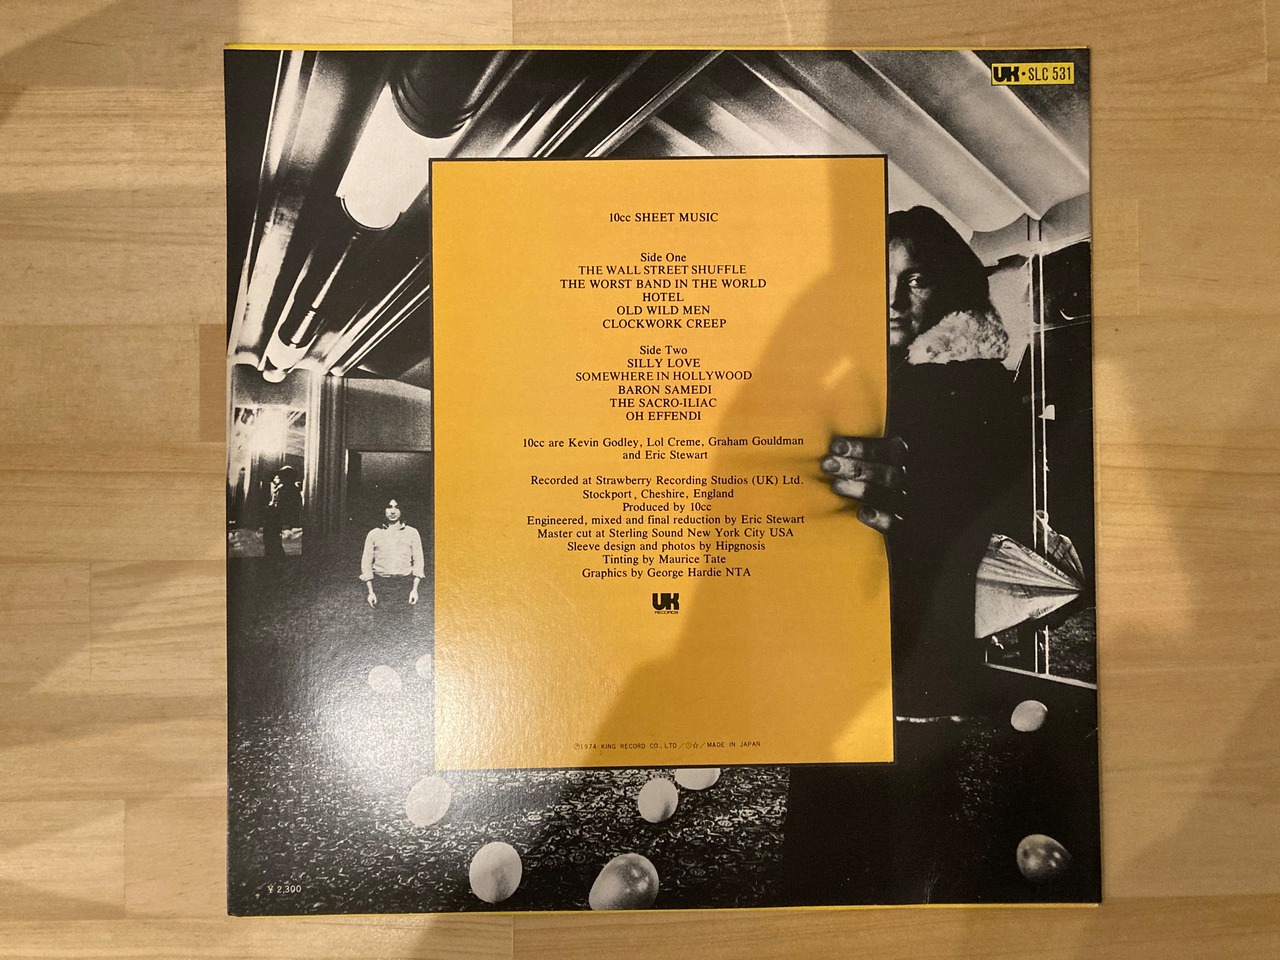 UK • SLC 531
10cc SHEET MUSIC
Side One
THE WALL STREET SHUFFLE
THE WORST BAND IN THE WORLD
HOTEL
OLD WILD MEN
CLOCKWORK CREEP
Side Two
SILLY LOVE
SOMEWHERE IN HOLLYWOOD
BARON SAMEDI
THE SACRO-ILIAC
OH EFFENDI
10cc are Kevin Godley, Lol Creme, Graham Gouldman
and Eric Stewart
Recorded at Strawberry Recording Studios (UK) Ltd.
Stockport, Cheshire, England
Produced by 10cc
Engineered, mixed and final reduction by Eric Stewart
Master cut at Sterling Sound New York City USA
Sleeve design and photos by Hipgnosis
Tinting by Maurice Tate
Graphics by George Hardie NTA
UK
RECORDS
Ⓟ1974 KING RECORD CO., LTD / ☆ / MADE IN JAPAN
¥ 2,300